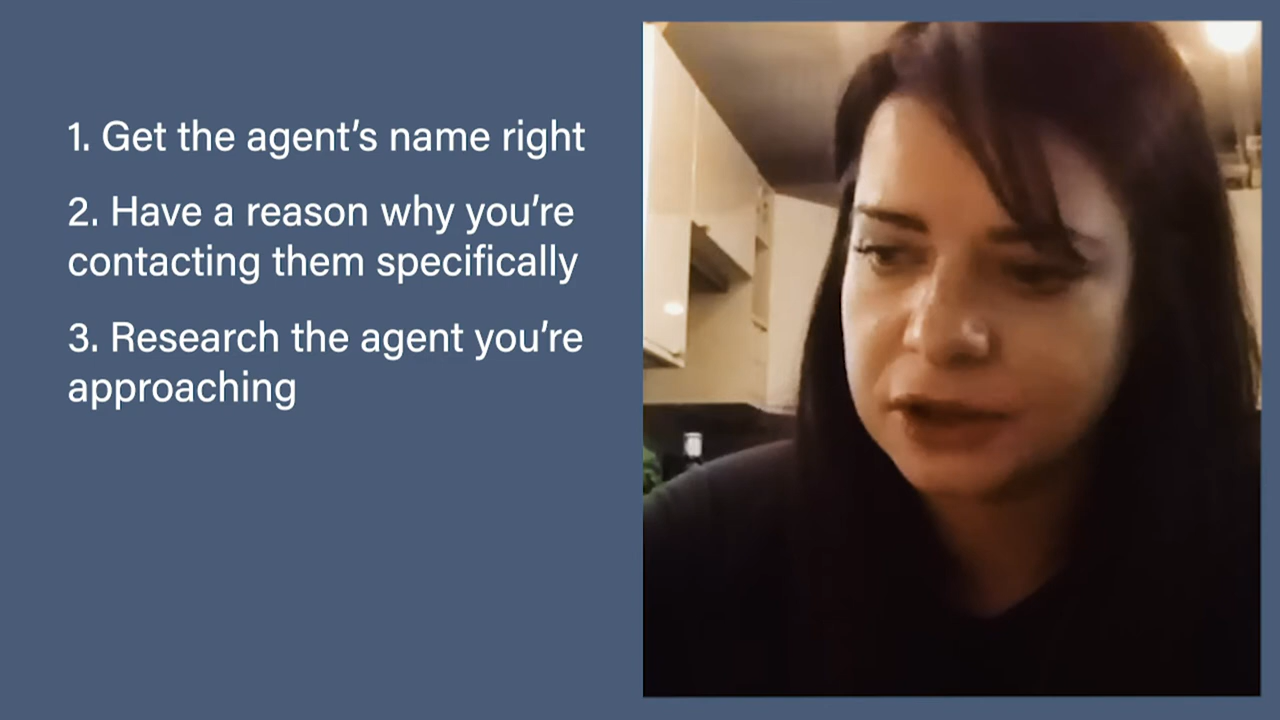 1. Get the agent’s name right
2. Have a reason why you’re
contacting them specifically
3. Research the agent you’re
approaching